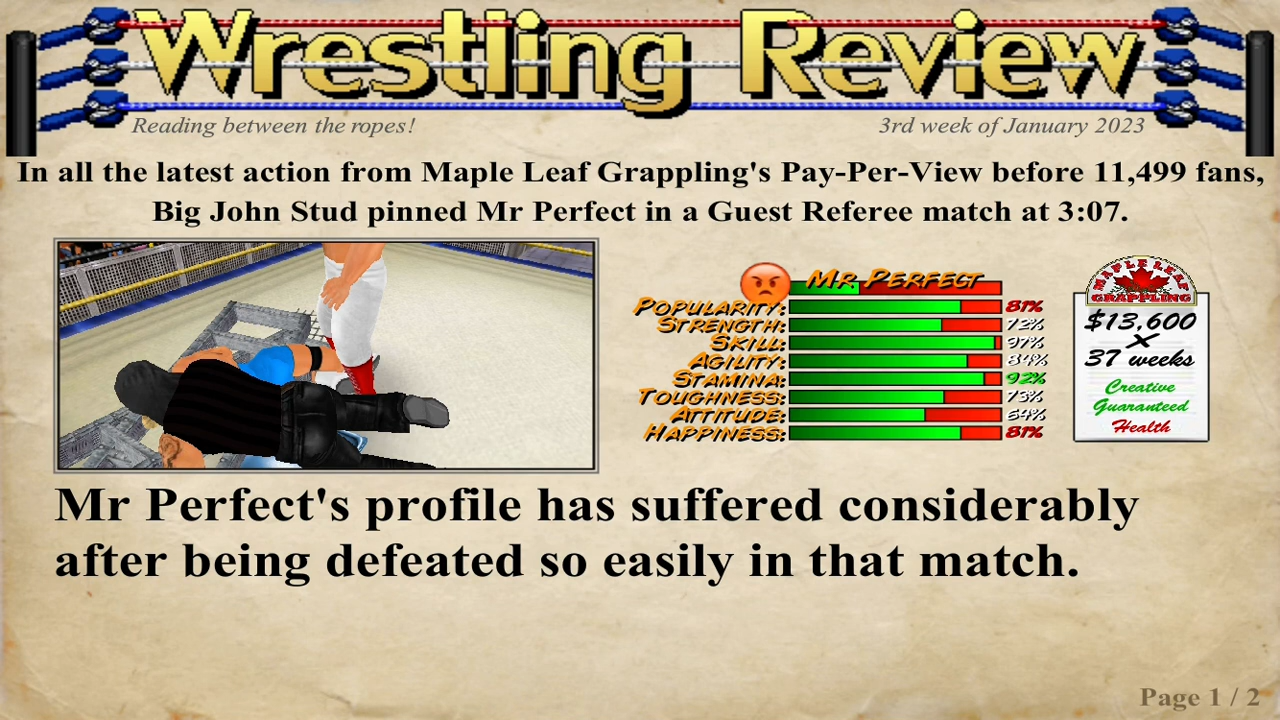 Wrestling Review
Reading between the ropes!
3rd week of January 2023
In all the latest action from Maple Leaf Grappling's Pay-Per-View before 11,499 fans,
Big John Stud pinned Mr Perfect in a Guest Referee match at 3:07.
Mr Perfect
Popularity: 81%
Strength: 72%
Skill: 97%
Agility: 84%
Stamina: 92%
Toughness: 73%
Attitude: 64%
Happiness: 81%
MAPLE LEAF
GRAPPLING
$13,600
X
37 weeks
Creative
Guaranteed
Health
Mr Perfect's profile has suffered considerably
after being defeated so easily in that match.
Page 1 / 2